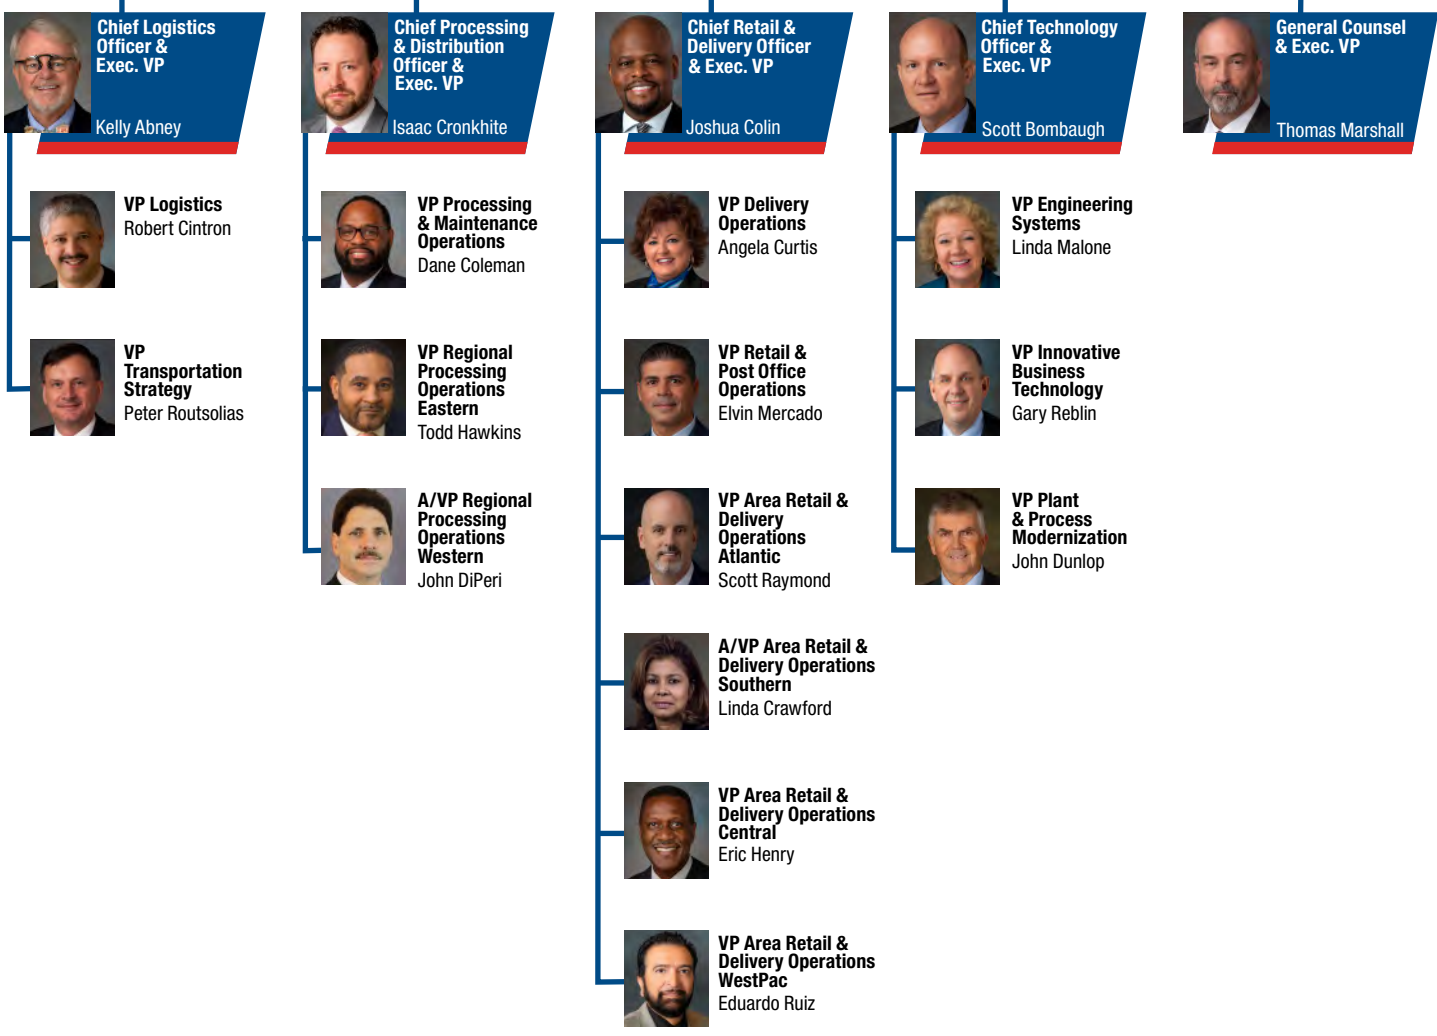 Chief Logistics
Officer &
Exec. VP
Kelly Abney
VP Logistics
Robert Cintron
VP
Transportation
Strategy
Peter Routsolias
Chief Processing
& Distribution
Officer &
Exec. VP
Isaac Cronkhite
VP Processing
& Maintenance
Operations
Dane Coleman
VP Regional
Processing
Operations
Eastern
Todd Hawkins
A/VP Regional
Processing
Operations
Western
John DiPeri
Chief Retail &
Delivery Officer
& Exec. VP
Joshua Colin
VP Delivery
Operations
Angela Curtis
VP Retail &
Post Office
Operations
Elvin Mercado
VP Area Retail &
Delivery
Operations
Atlantic
Scott Raymond
A/VP Area Retail &
Delivery Operations
Southern
Linda Crawford
VP Area Retail &
Delivery Operations
Central
Eric Henry
VP Area Retail &
Delivery Operations
WestPac
Eduardo Ruiz
Chief Technology
Officer &
Exec. VP
Scott Bombaugh
VP Engineering
Systems
Linda Malone
VP Innovative
Business
Technology
Gary Reblin
VP Plant
& Process
Modernization
John Dunlop
General Counsel
& Exec. VP
Thomas Marshall